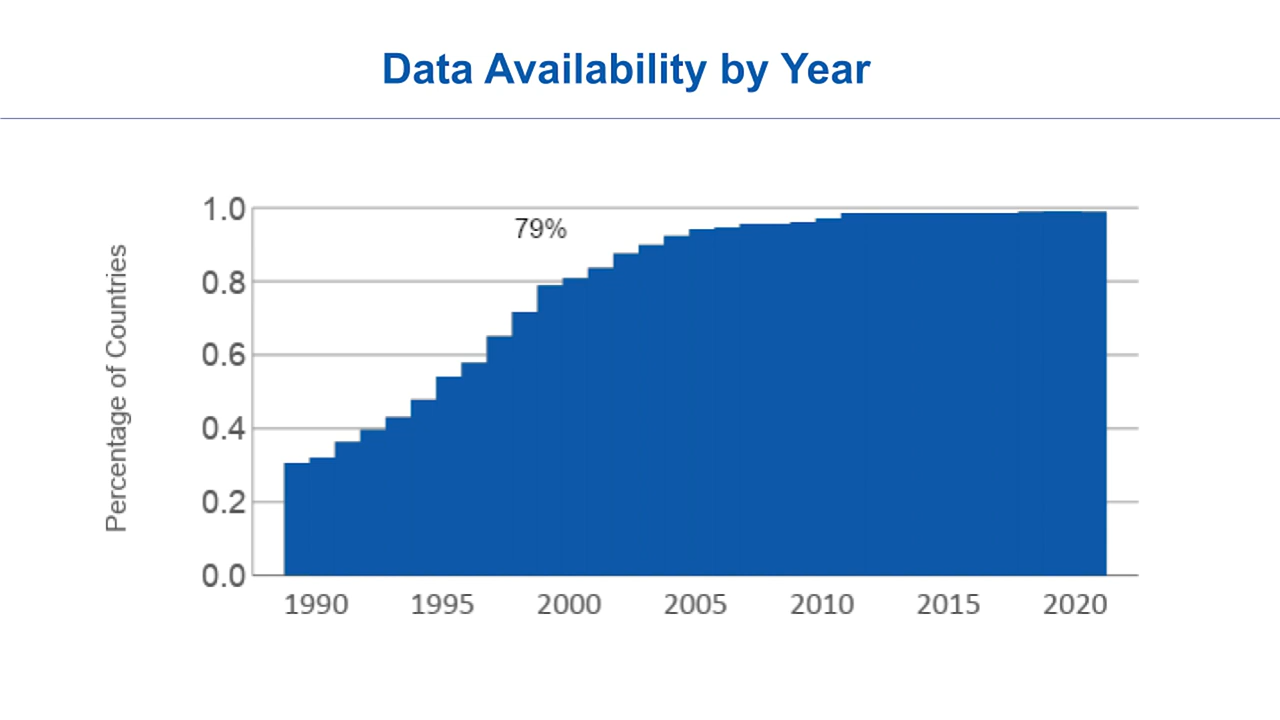 Data Availability by Year
1.0
79%
0.8
0.6
0.4
0.2
0.0
Percentage of Countries
1990 1995 2000 2005 2010 2015 2020